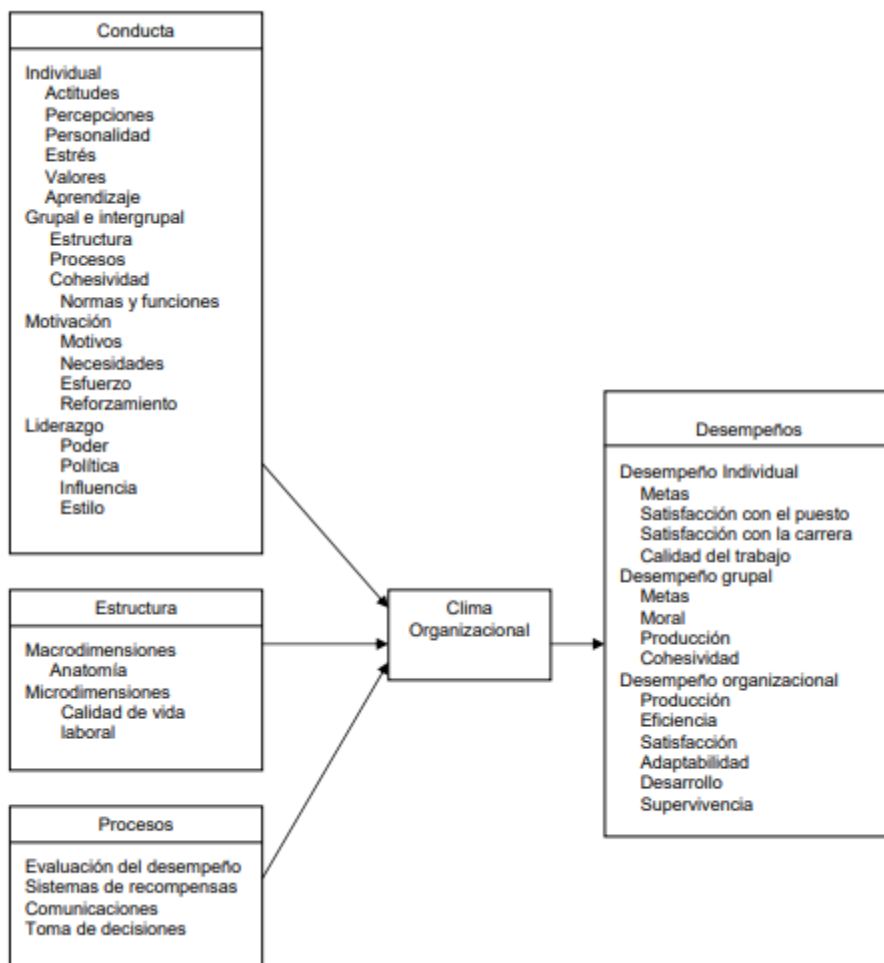 Conducta
Individual
Actitudes
Percepciones
Personalidad
Estrés
Valores
Aprendizaje
Grupal e intergrupal
Estructura
Procesos
Cohesividad
Normas y funciones
Motivación
Motivos
Necesidades
Esfuerzo
Reforzamiento
Liderazgo
Poder
Política
Influencia
Estilo
Estructura
Macrodimensiones
Anatomía
Microdimensiones
Calidad de vida
laboral
Procesos
Evaluación del desempeño
Sistemas de recompensas
Comunicaciones
Toma de decisiones
Clima
Organizacional
Desempeños
Desempeño Individual
Metas
Satisfacción con el puesto
Satisfacción con la carrera
Calidad del trabajo
Desempeño grupal
Metas
Moral
Producción
Cohesividad
Desempeño organizacional
Producción
Eficiencia
Satisfacción
Adaptabilidad
Desarrollo
Supervivencia